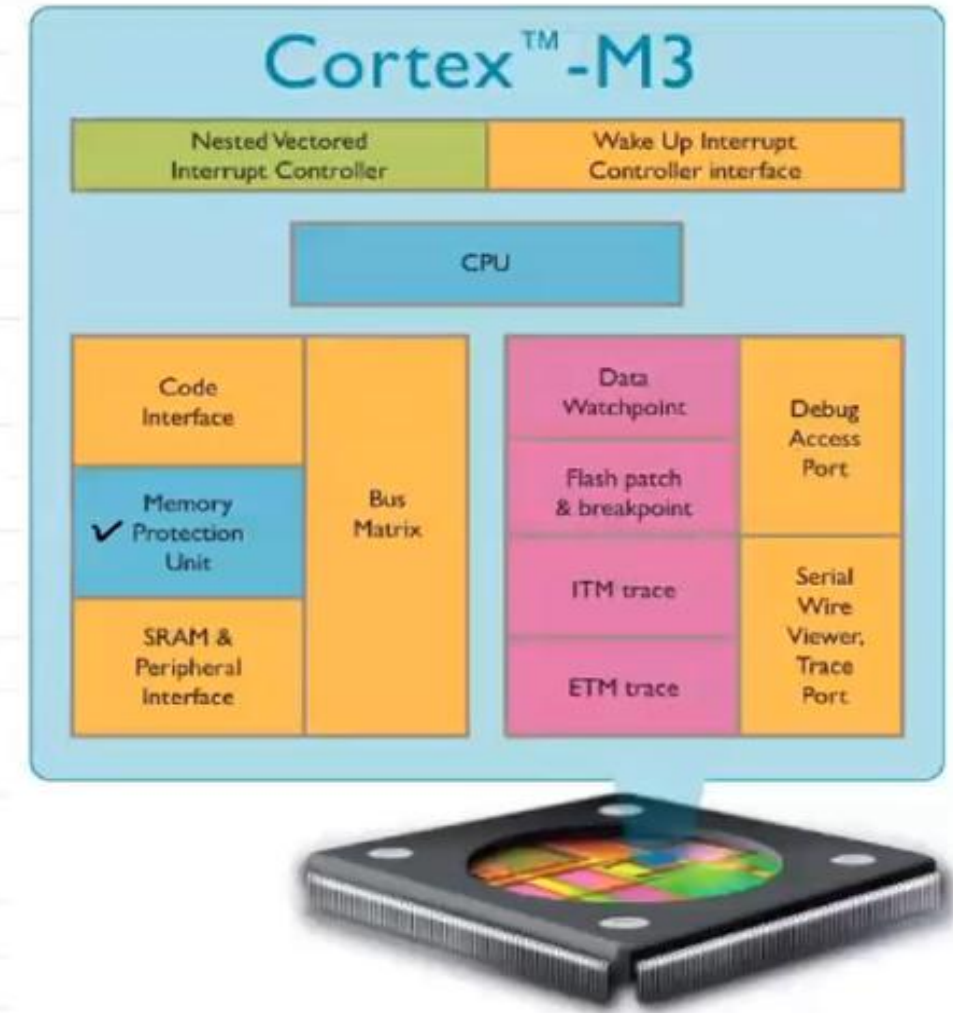 Cortex™-M3
Nested Vectored
Interrupt Controller
Wake Up Interrupt
Controller interface
CPU
Code
Interface
Memory
✓ Protection
Unit
SRAM &
Peripheral
Interface
Bus
Matrix
Data
Watchpoint
Flash patch
& breakpoint
ITM trace
ETM trace
Debug
Access
Port
Serial
Wire
Viewer,
Trace
Port